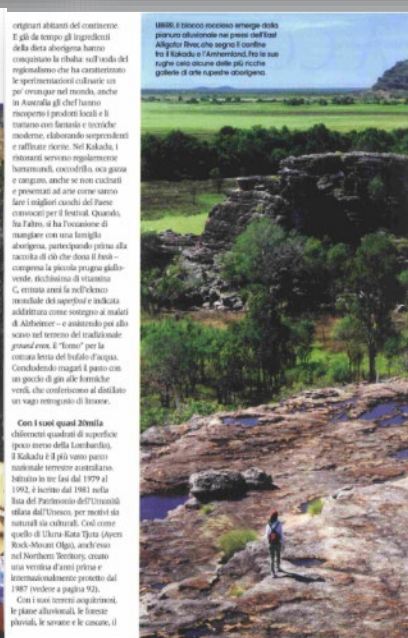 originari abitanti del continente.
E già da tempo gli ingredienti
della dieta aborigena hanno
conquistato la ribalta: sull'onda del
regionalismo che ha caratterizzato
le sperimentazioni culinarie un
po' ovunque nel mondo, anche
in Australia gli chef hanno
riscoperto i prodotti locali e li
trattano con fantasia e tecniche
moderne, elaborando sorprendenti
e raffinate ricette. Nel Kakadu, i
ristoranti servono regolarmente
barramundi, coccodrillo, oca gazza
e canguro, anche se non cucinati
e presentati ad arte come sanno
fare i migliori cuochi del Paese
convocati per il festival. Quando,
fra l'altro, si ha l'occasione di
mangiare con una famiglia
aborigena, partecipando prima alla
raccolta di ciò che dona il bush –
compresa la piccola prugna giallo-
verde, ricchissima di vitamina
C, entrata anni fa nell'elenco
mondiale dei superfood e indicata
addirittura come sostegno ai malati
di Alzheimer – e assistendo poi allo
scavo nel terreno del tradizionale
ground oven, il "forno" per la
cottura lenta del bufalo d'acqua.
Concludendo magari il pasto con
un goccio di gin alle formiche
verdi, che conferiscono al distillato
un vago retrogusto di limone.
Con i suoi quasi 20mila
chilometri quadrati di superficie
(poco meno della Lombardia),
il Kakadu è il più vasto parco
nazionale terrestre australiano.
Istituito in tre fasi dal 1979 al
1992, è iscritto dal 1981 nella
lista del Patrimonio dell'Umanità
stilata dall'Unesco, per motivi sia
naturali sia culturali. Così come
quello di Uluru-Kata Tjuta (Ayers
Rock-Mount Olga), anch'esso
nel Northern Territory, creato
una ventina d'anni prima e
internazionalmente protetto dal
1987 (vedere a pagina 92).
Con i suoi terreni acquitrinosi,
le piane alluvionali, le foreste
pluviali, le savane e le cascate, il
UBIRR, il blocco roccioso emerge dalla
pianura alluvionale nei pressi dell'East
Alligator River, che segna il confine
fra il Kakadu e l'Arnhemland. Fra le sue
rughe cela alcune delle più ricche
gallerie di arte rupestre aborigena.